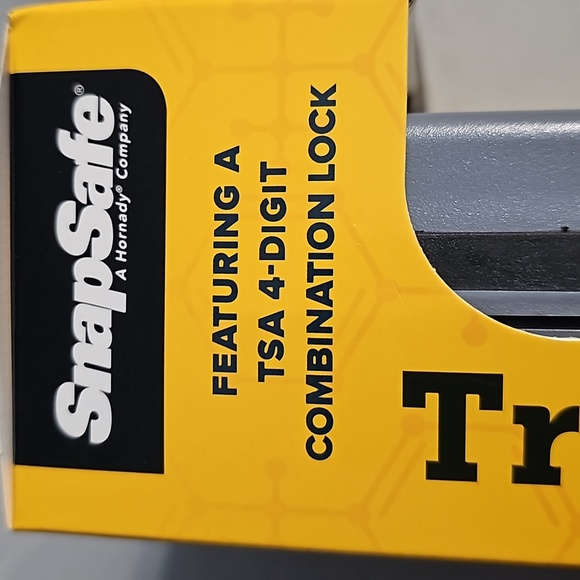 SnapSafe®
A Hornady® Company
FEATURING A
TSA 4-DIGIT
COMBINATION LOCK
Tr